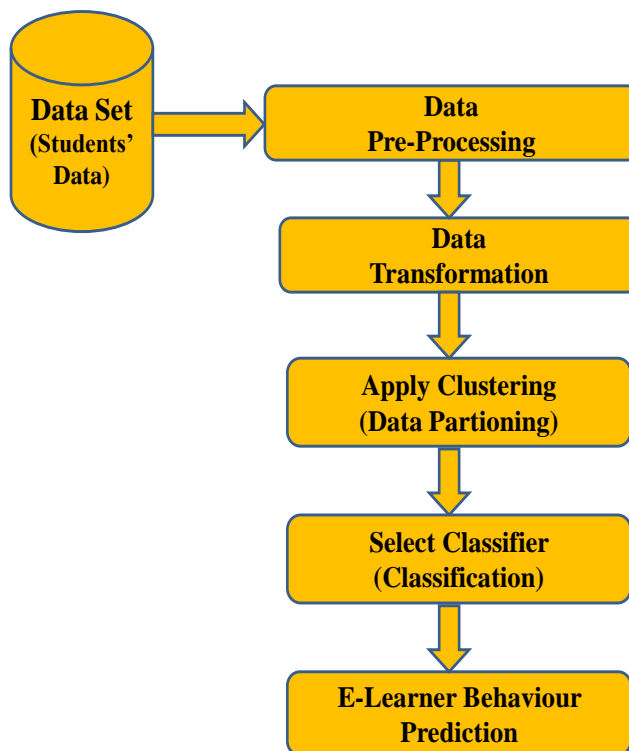 Data Set
(Students’
Data)
Data
Pre-Processing
Data
Transformation
Apply Clustering
(Data Partioning)
Select Classifier
(Classification)
E-Learner Behaviour
Prediction